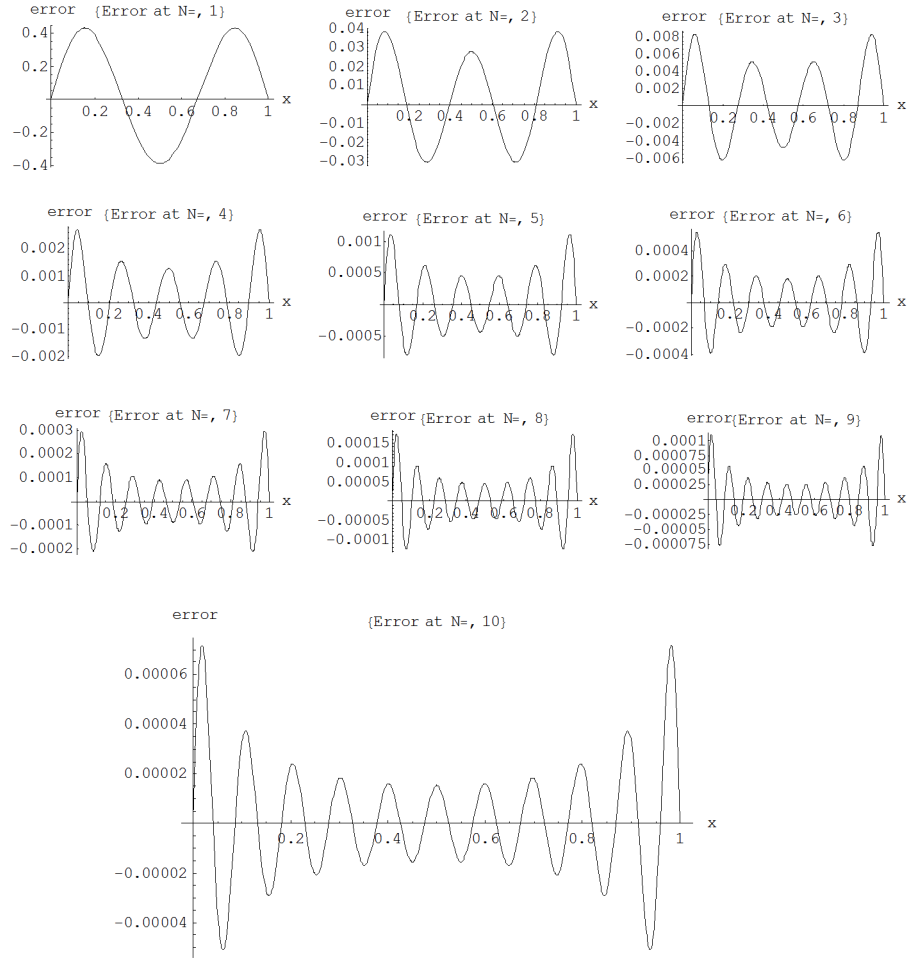 error {Error at N=, 1}
0.4
0.2
-0.2
-0.4
0.2 0.4 0.6 0.8 1
x
error {Error at N=, 2}
0.04
0.03
0.02
0.01
-0.01
-0.02
-0.03
0.2 0.4 0.6 0.8 1
x
error {Error at N=, 3}
0.008
0.006
0.004
0.002
-0.002
-0.004
-0.006
0.2 0.4 0.6 0.8 1
x
error {Error at N=, 4}
0.002
0.001
-0.001
-0.002
0.2 0.4 0.6 0.8 1
x
error {Error at N=, 5}
0.001
0.0005
-0.0005
0.2 0.4 0.6 0.8 1
x
error {Error at N=, 6}
0.0004
0.0002
-0.0002
-0.0004
0.2 0.4 0.6 0.8 1
x
error {Error at N=, 7}
0.0003
0.0002
0.0001
-0.0001
-0.0002
0.2 0.4 0.6 0.8 1
x
error {Error at N=, 8}
0.00015
0.0001
0.00005
-0.00005
-0.0001
0.2 0.4 0.6 0.8 1
x
error {Error at N=, 9}
0.0001
0.000075
0.00005
0.000025
-0.000025
-0.00005
-0.000075
0.2 0.4 0.6 0.8 1
x
error {Error at N=, 10}
0.00006
0.00004
0.00002
-0.00002
-0.00004
0.2 0.4 0.6 0.8 1
x